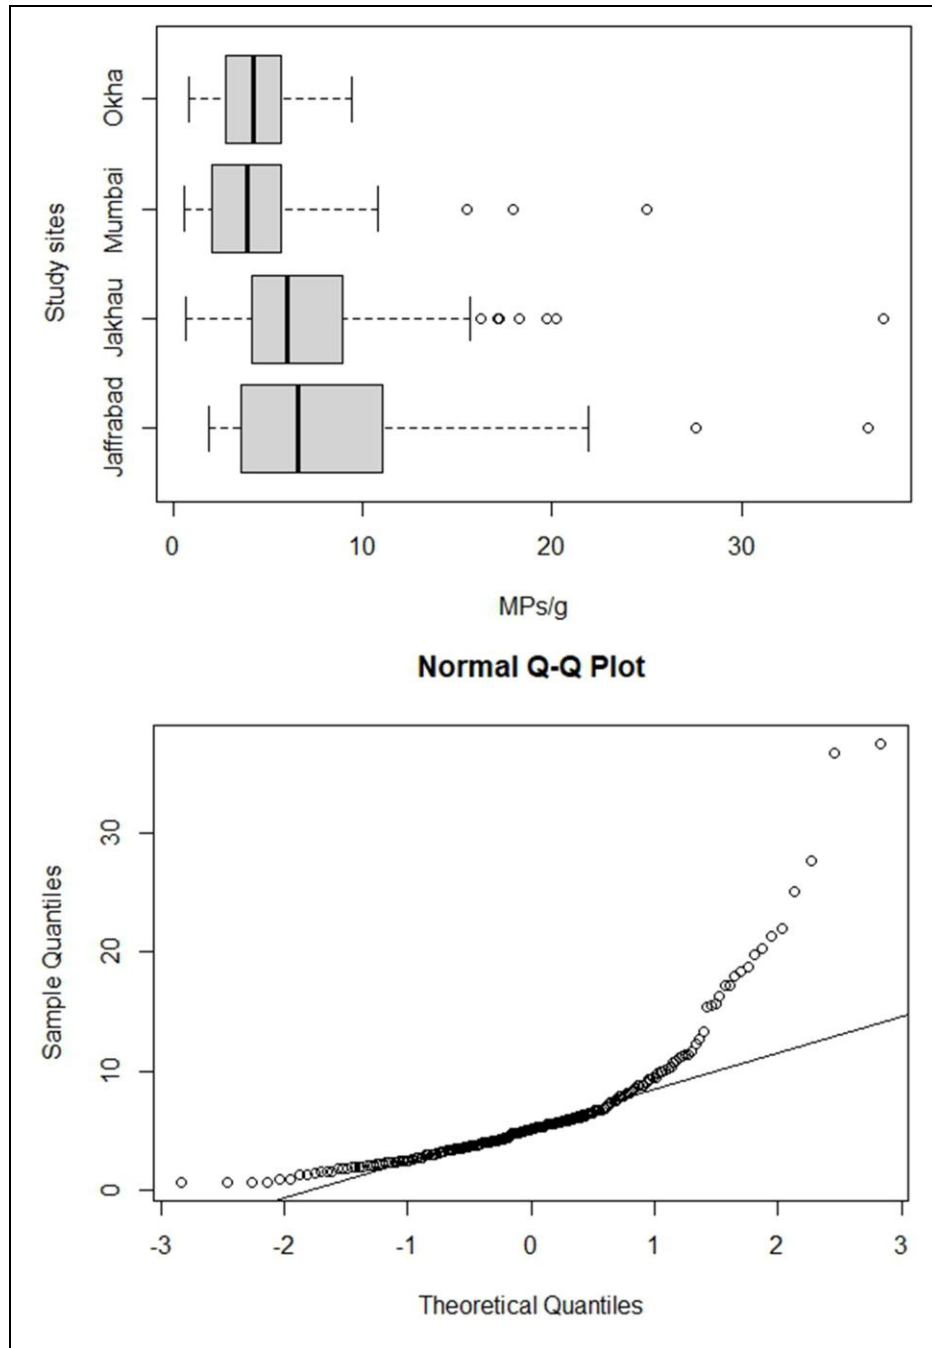 Study sites
Okha
Mumbai
Jakhau
Jaffrabad
0 10 20 30
MPs/g
Normal Q-Q Plot
Sample Quantiles
30
20
10
0
-3 -2 -1 0 1 2 3
Theoretical Quantiles